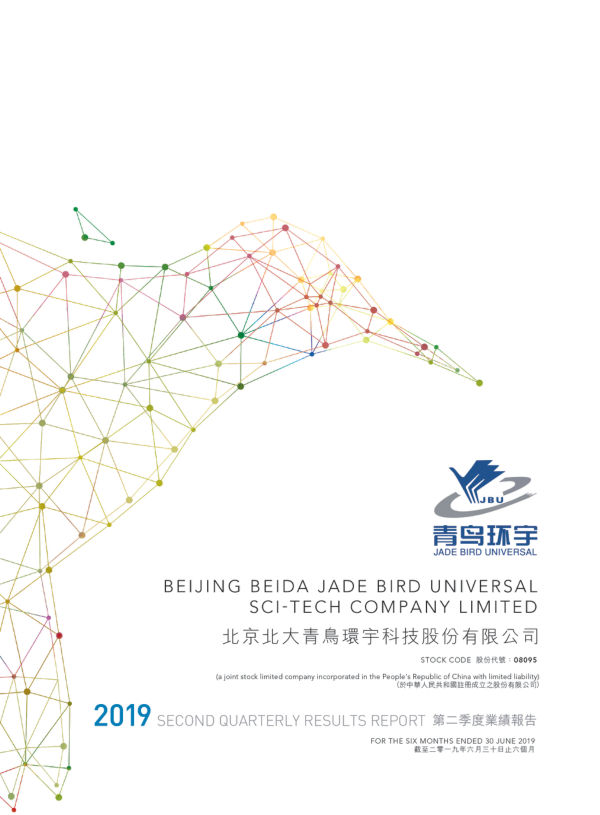 JBU
青鸟环宇
JADE BIRD UNIVERSAL
BEIJING BEIDA JADE BIRD UNIVERSAL
SCI-TECH COMPANY LIMITED
北京北大青鳥環宇科技股份有限公司
STOCK CODE 股份代號：08095
(a joint stock limited company incorporated in the People's Republic of China with limited liability)
（於中華人民共和國註冊成立之股份有限公司）
2019 SECOND QUARTERLY RESULTS REPORT 第二季度業績報告
FOR THE SIX MONTHS ENDED 30 JUNE 2019
截至二零一九年六月三十日止六個月